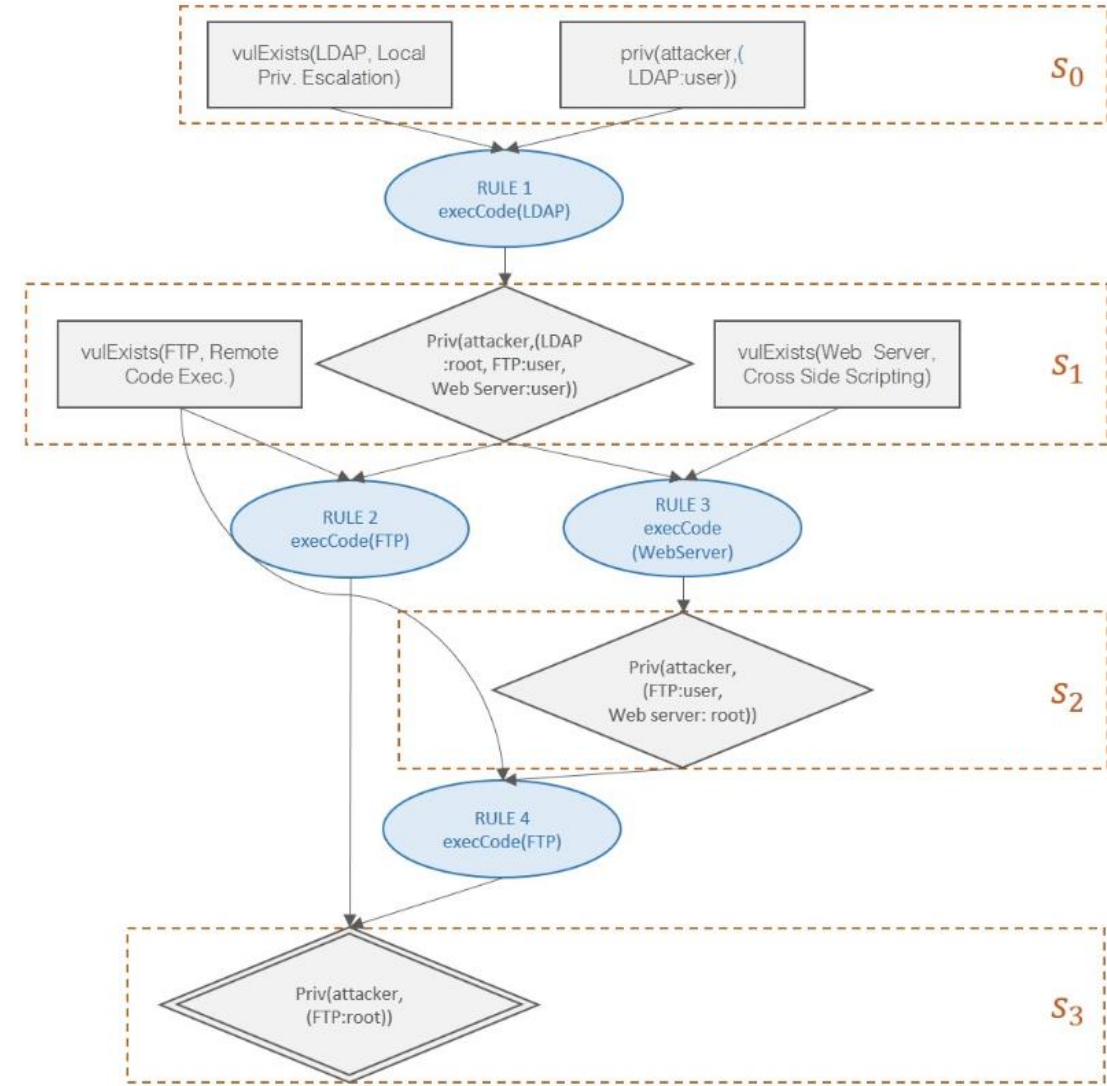 vulExists(LDAP, Local
Priv. Escalation)
priv(attacker,(
LDAP:user))
s0
RULE 1
execCode(LDAP)
vulExists(FTP, Remote
Code Exec.)
Priv(attacker,(LDAP
:root, FTP:user,
Web Server:user))
vulExists(Web Server,
Cross Side Scripting)
s1
RULE 2
execCode(FTP)
RULE 3
execCode
(WebServer)
Priv(attacker,
(FTP:user,
Web server: root))
s2
RULE 4
execCode(FTP)
Priv(attacker,
(FTP:root))
s3